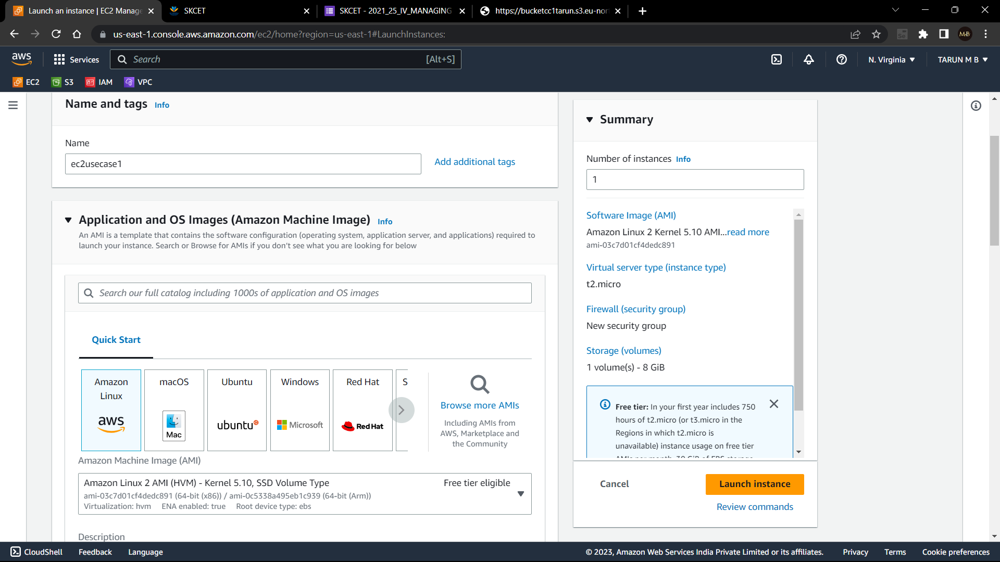 Launch an instance | EC2 Manage
SKCET
SKCET - 2021_25_IV_MANAGING
https://bucketcc1tarun.s3.eu-nor
us-east-1.console.aws.amazon.com/ec2/home?region=us-east-1#LaunchInstances:
M·B
aws
Services
Search
[Alt+S]
N. Virginia
TARUN M B
EC2
S3
IAM
VPC
Name and tags Info
Name
ec2usecase1
Add additional tags
Application and OS Images (Amazon Machine Image) Info
An AMI is a template that contains the software configuration (operating system, application server, and applications) required to
launch your instance. Search or Browse for AMIs if you don't see what you are looking for below
Search our full catalog including 1000s of application and OS images
Quick Start
Amazon
Linux
aws
macOS
Mac
Ubuntu
ubuntu
Windows
Microsoft
Red Hat
Red Hat
S
Browse more AMIs
Including AMIs from
AWS, Marketplace and
the Community
Amazon Machine Image (AMI)
Amazon Linux 2 AMI (HVM) - Kernel 5.10, SSD Volume Type
Free tier eligible
ami-03c7d01cf4dedc891 (64-bit (x86)) / ami-0c5338a495eb1c939 (64-bit (Arm))
Virtualization: hvm ENA enabled: true Root device type: ebs
Description
Summary
Number of instances Info
1
Software Image (AMI)
Amazon Linux 2 Kernel 5.10 AMI...read more
ami-03c7d01cf4dedc891
Virtual server type (instance type)
t2.micro
Firewall (security group)
New security group
Storage (volumes)
1 volume(s) - 8 GiB
Free tier: In your first year includes 750
hours of t2.micro (or t3.micro in the
Regions in which t2.micro is
unavailable) instance usage on free tier
AMIs per month, 30 GiB of EBS storage,
Cancel
Launch instance
Review commands
CloudShell
Feedback
Language
© 2023, Amazon Web Services India Private Limited or its affiliates.
Privacy
Terms
Cookie preferences